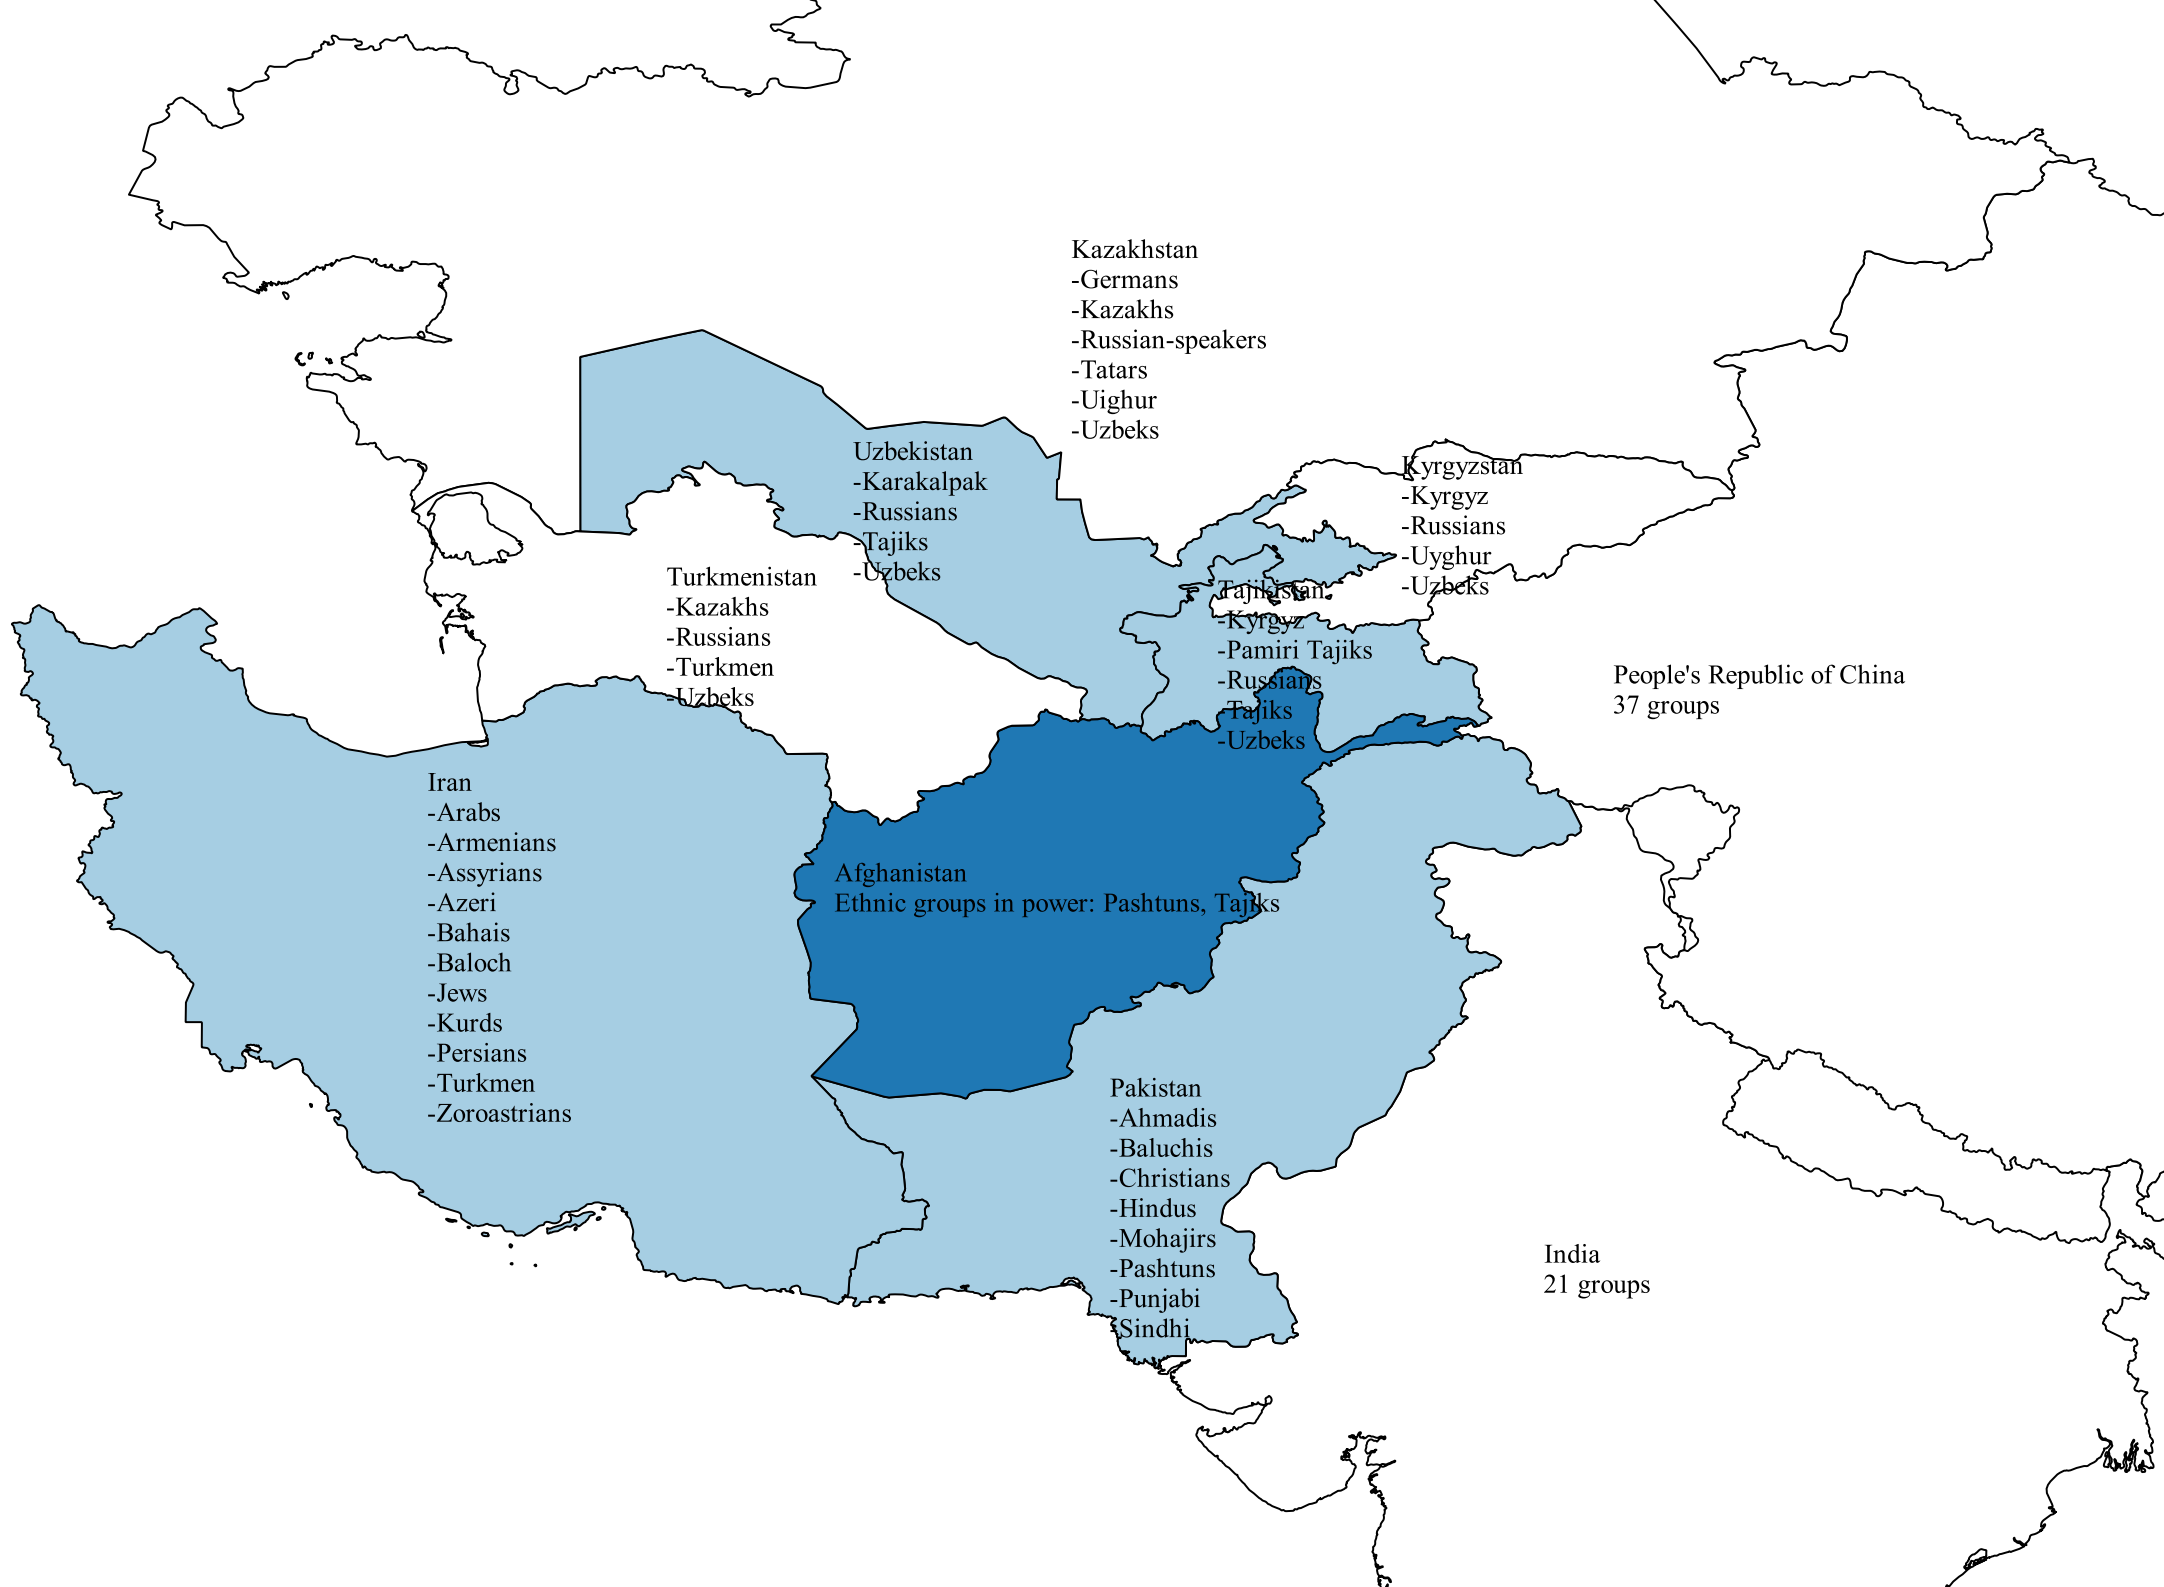 Kazakhstan
-Germans
-Kazakhs
-Russian-speakers
-Tatars
-Uighur
-Uzbeks
Uzbekistan
-Karakalpak
-Russians
-Tajiks
-Uzbeks
Kyrgyzstan
-Kyrgyz
-Russians
-Uyghur
-Uzbeks
Turkmenistan
-Kazakhs
-Russians
-Turkmen
-Uzbeks
Tajikistan
-Kyrgyz
-Pamiri Tajiks
-Russians
-Tajiks
-Uzbeks
People's Republic of China
37 groups
Iran
-Arabs
-Armenians
-Assyrians
-Azeri
-Bahais
-Baloch
-Jews
-Kurds
-Persians
-Turkmen
-Zoroastrians
Afghanistan
Ethnic groups in power: Pashtuns, Tajiks
Pakistan
-Ahmadis
-Baluchis
-Christians
-Hindus
-Mohajirs
-Pashtuns
-Punjabi
-Sindhi
India
21 groups